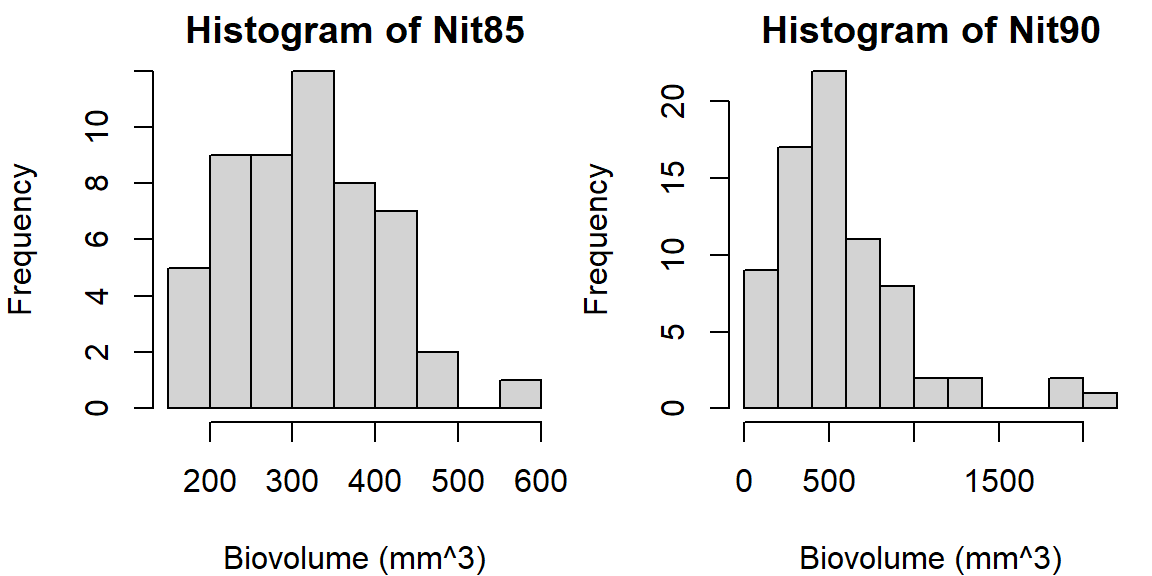 Histogram of Nit85
Frequency
0 2 4 6 8 10
200 300 400 500 600
Biovolume (mm^3)
Histogram of Nit90
Frequency
0 5 10 15 20
0 500 1500
Biovolume (mm^3)